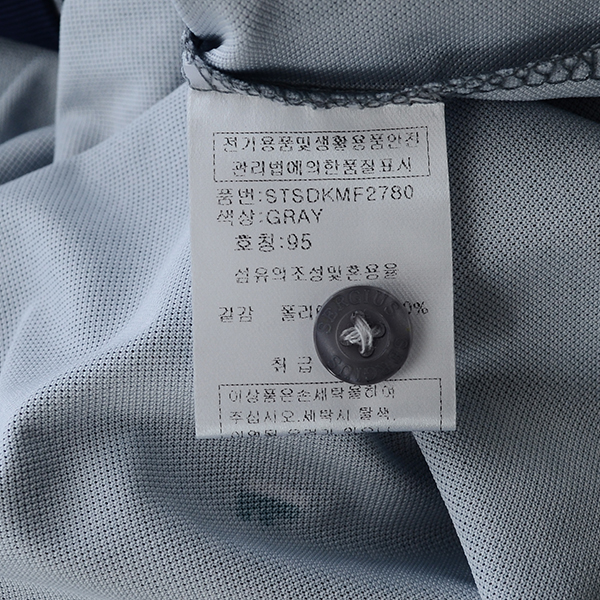 전기용품및생활용품안전
관리법에의한품질표시
품번:STSDKMF2780
색상:GRAY
호칭:95
섬유의조성및혼용율
겉감
취급
이상품은손세탁을하여
주십시오.세탁시 탈색,